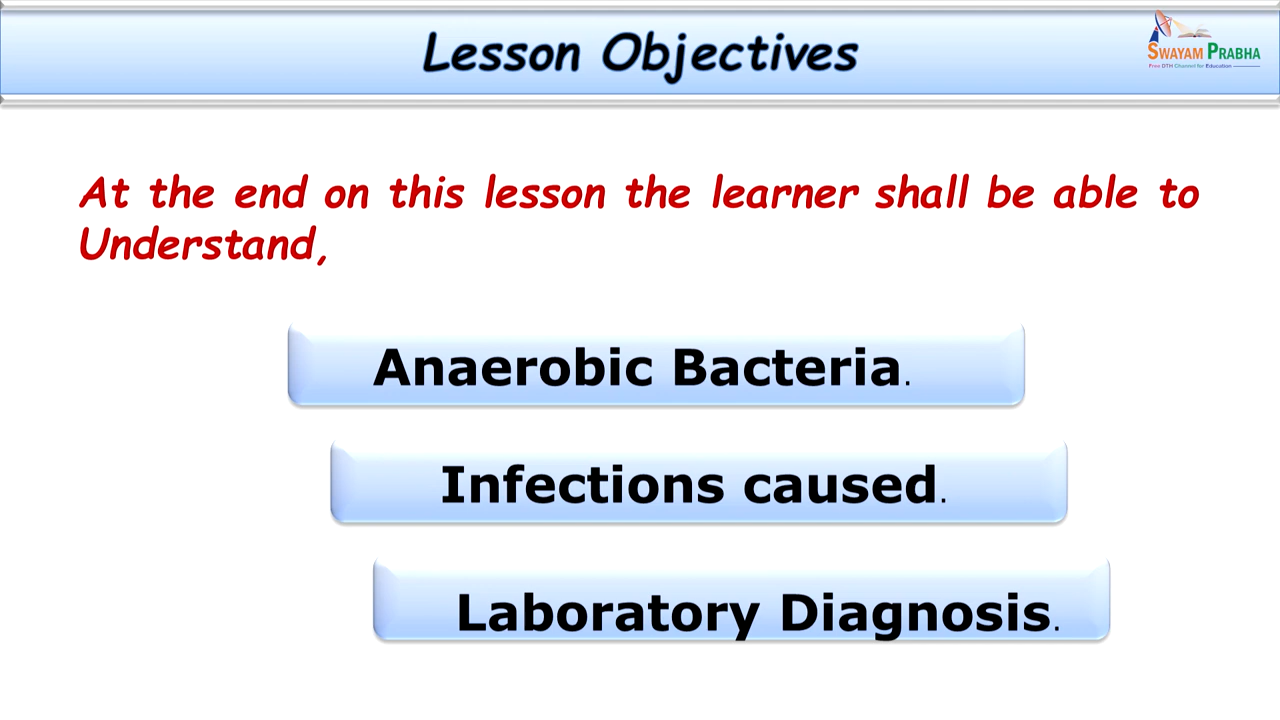 Lesson Objectives
SWAYAM PRABHA
Free DTH Channel for Education
At the end on this lesson the learner shall be able to
Understand,
Anaerobic Bacteria.
Infections caused.
Laboratory Diagnosis.